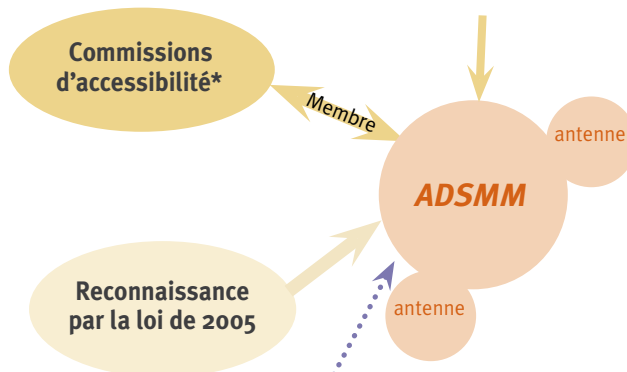 Commissions
d'accessibilité*
Membre
antenne
ADSMM
Reconnaissance
par la loi de 2005
antenne